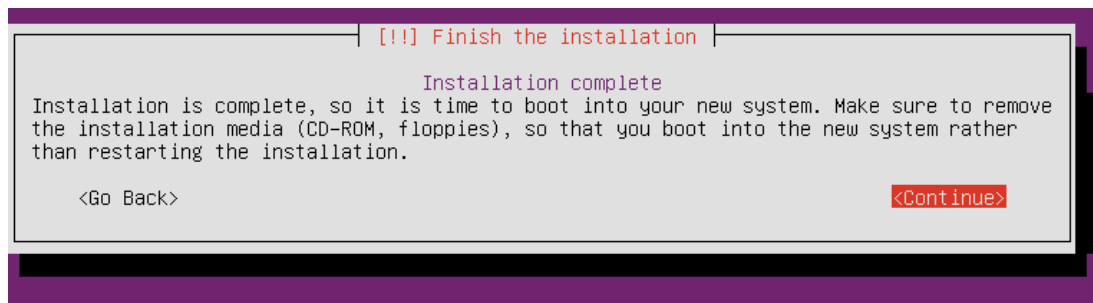 [!!] Finish the installation
Installation complete
Installation is complete, so it is time to boot into your new system. Make sure to remove
the installation media (CD-ROM, floppies), so that you boot into the new system rather
than restarting the installation.
<Go Back> <Continue>